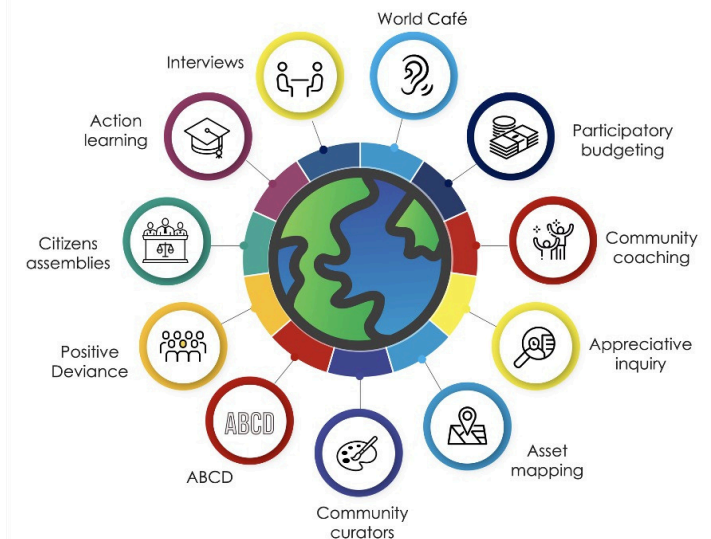 World Café
Interviews
Action
learning
Participatory
budgeting
Citizens
assemblies
Community
coaching
Positive
Deviance
Appreciative
inquiry
ABCD
ABCD
Asset
mapping
Community
curators